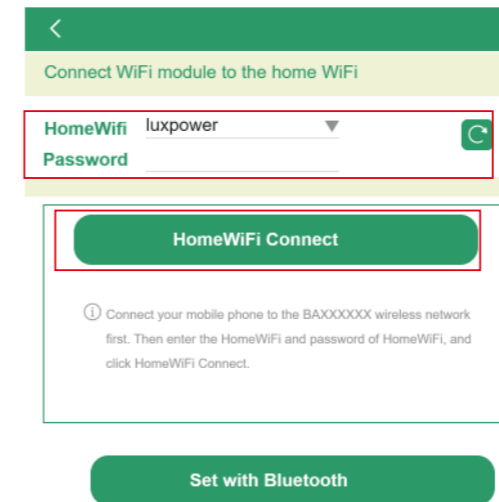 Connect WiFi module to the home WiFi
HomeWifi luxpower
Password
HomeWiFi Connect
Connect your mobile phone to the BAXXXXXX wireless network
first. Then enter the HomeWiFi and password of HomeWiFi, and
click HomeWiFi Connect.
Set with Bluetooth